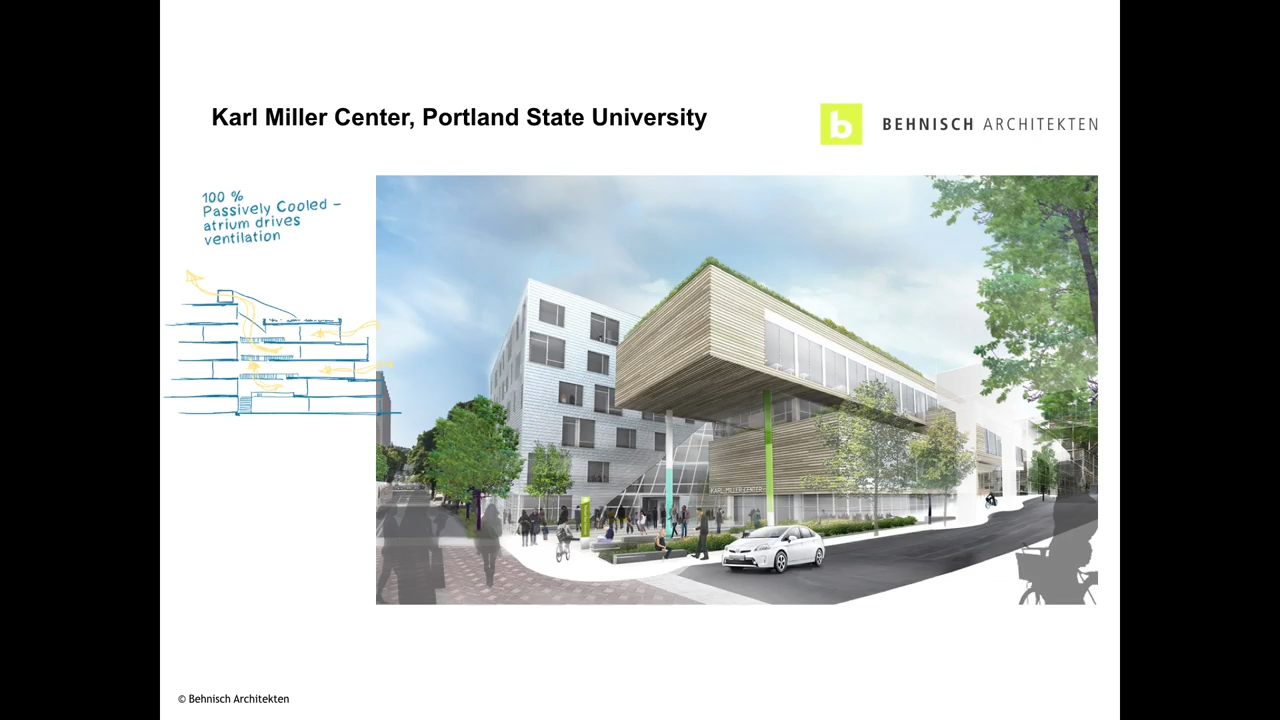 Karl Miller Center, Portland State University
b
BEHNISCH ARCHITEKTEN
100 %
Passively Cooled –
atrium drives
ventilation
KARL MILLER CENTER
© Behnisch Architekten